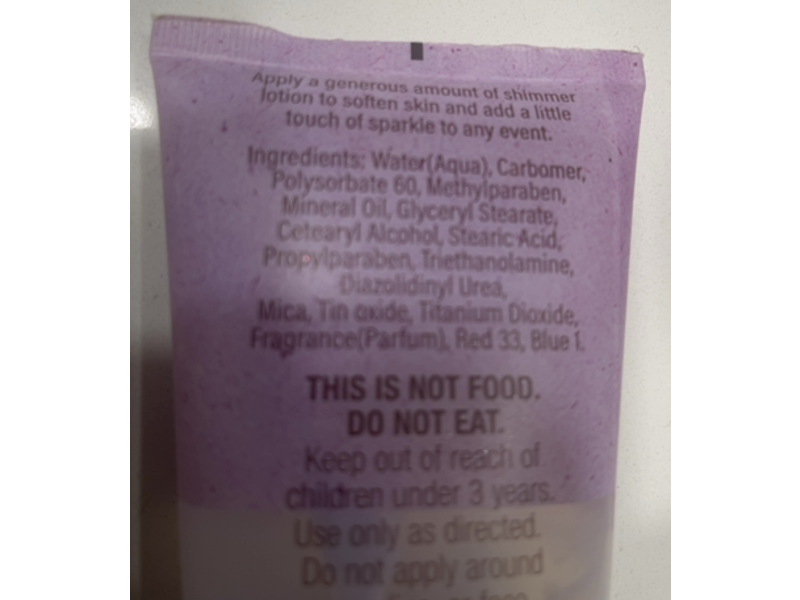 Apply a generous amount of shimmer
lotion to soften skin and add a little
touch of sparkle to any event.
Ingredients: Water(Aqua), Carbomer,
Polysorbate 60, Methylparaben,
Mineral Oil, Glyceryl Stearate,
Cetearyl Alcohol, Stearic Acid,
Propylparaben, Triethanolamine,
Diazolidinyl Urea,
Mica, Tin oxide, Titanium Dioxide,
Fragrance(Parfum), Red 33, Blue 1.
THIS IS NOT FOOD.
DO NOT EAT.
Keep out of reach of
children under 3 years.
Use only as directed.
Do not apply around